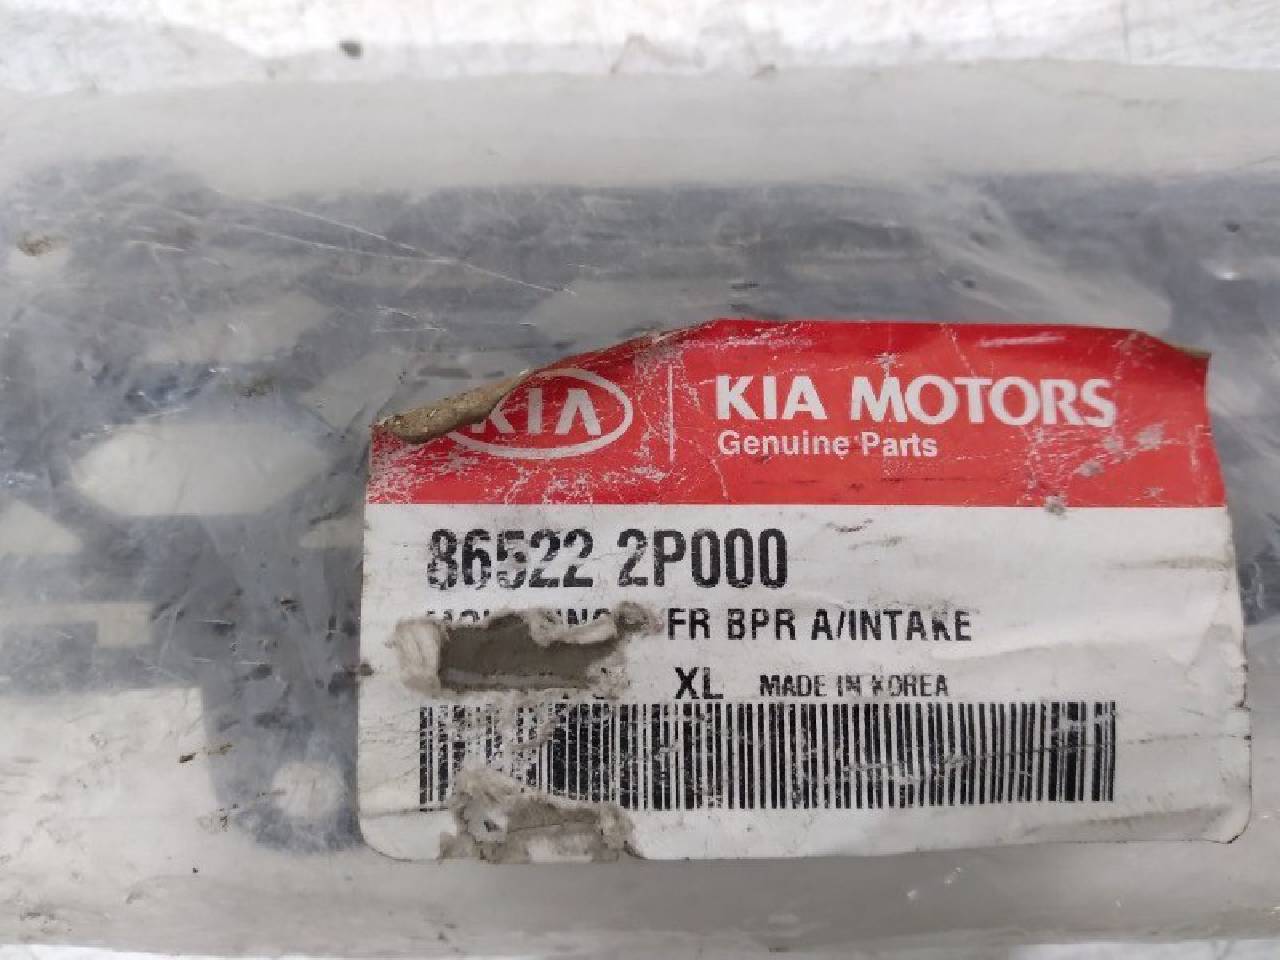 KIA
KIA MOTORS
Genuine Parts
86522 2P000
FR BPR A/INTAKE
XL MADE IN KOREA